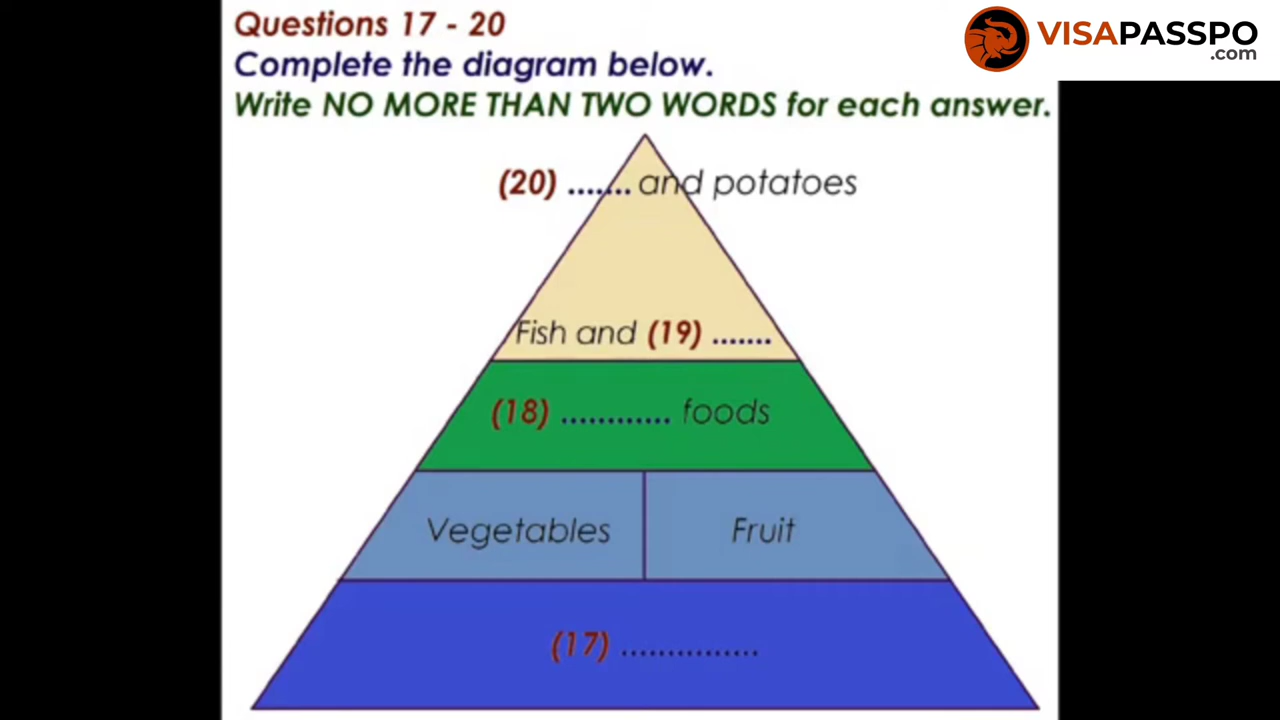 Questions 17 - 20
VISAPASSPO
.com
Complete the diagram below.
Write NO MORE THAN TWO WORDS for each answer.
(20) ....... and potatoes
Fish and (19) .......
(18) ............ foods
Vegetables Fruit
(17) ...............